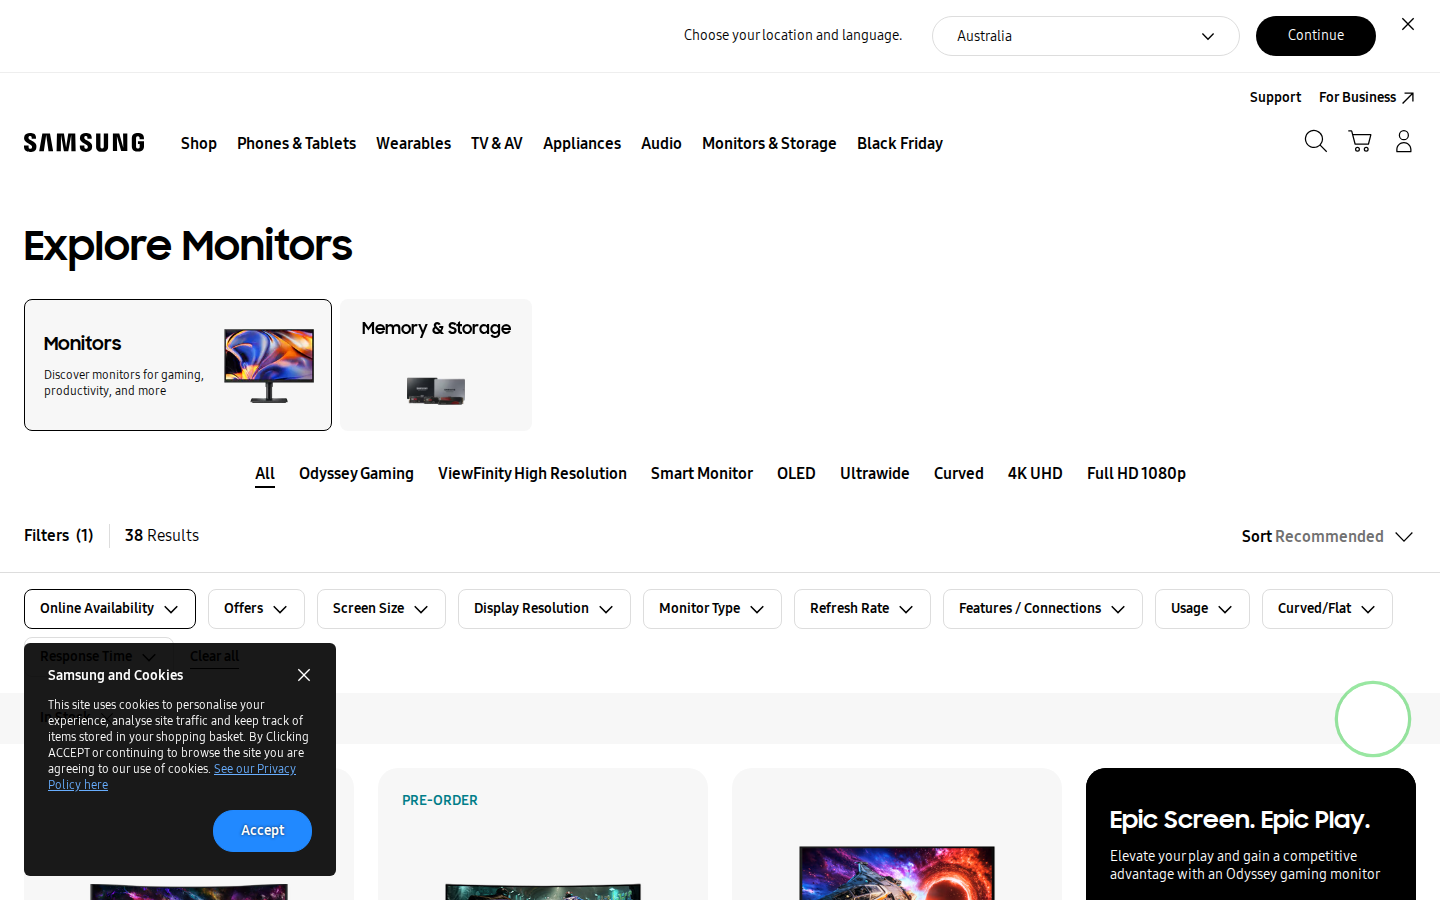 Choose your location and language.
Australia
Continue
Support
For Business
SAMSUNG
Shop
Phones & Tablets
Wearables
TV & AV
Appliances
Audio
Monitors & Storage
Black Friday
Explore Monitors
Monitors
Discover monitors for gaming,
productivity, and more
Memory & Storage
All
Odyssey Gaming
ViewFinity High Resolution
Smart Monitor
OLED
Ultrawide
Curved
4K UHD
Full HD 1080p
Filters (1)
38 Results
Sort Recommended
Online Availability
Offers
Screen Size
Display Resolution
Monitor Type
Refresh Rate
Features / Connections
Usage
Curved/Flat
Response Time
Clear all
Samsung and Cookies
This site uses cookies to personalise your
experience, analyse site traffic and keep track of
items stored in your shopping basket. By Clicking
ACCEPT or continuing to browse the site you are
agreeing to our use of cookies. See our Privacy
Policy here
Accept
PRE-ORDER
Epic Screen. Epic Play.
Elevate your play and gain a competitive
advantage with an Odyssey gaming monitor